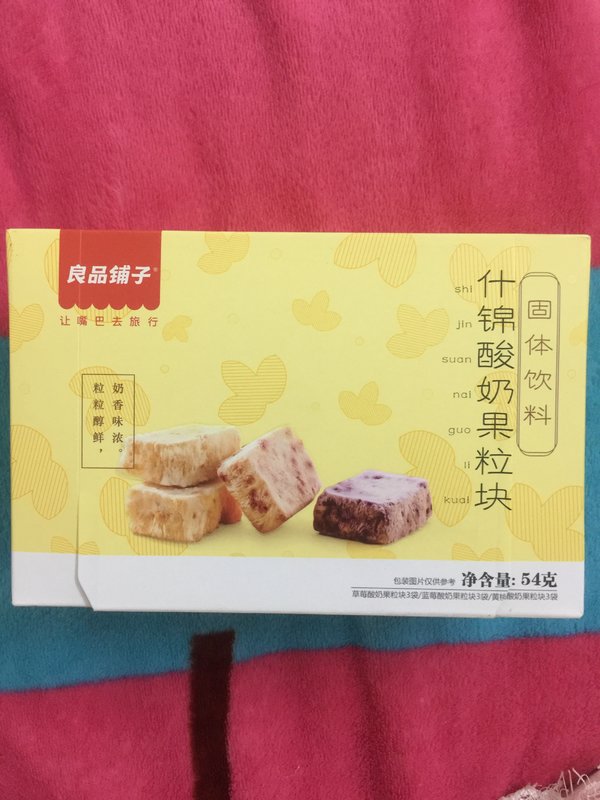 良品铺子®
让嘴巴去旅行
粒粒醇鲜，
奶香味浓。
固体饮料
什锦酸奶果粒块
shi
jin
suan
nai
guo
li
kuai
包装图片仅供参考 净含量: 54克
草莓酸奶果粒块3袋/蓝莓酸奶果粒块3袋/黄桃酸奶果粒块3袋